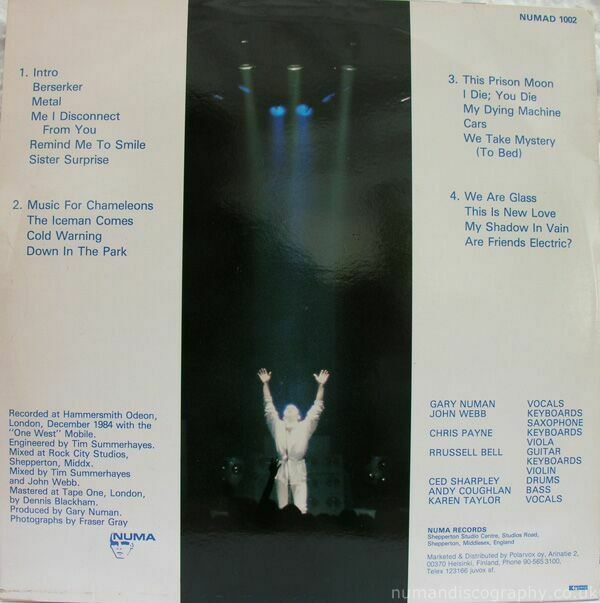 NUMAD 1002
1. Intro
Berserker
Metal
Me I Disconnect
From You
Remind Me To Smile
Sister Surprise
2. Music For Chameleons
The Iceman Comes
Cold Warning
Down In The Park
3. This Prison Moon
I Die; You Die
My Dying Machine
Cars
We Take Mystery
(To Bed)
4. We Are Glass
This Is New Love
My Shadow In Vain
Are Friends Electric?
Recorded at Hammersmith Odeon,
London, December 1984 with the
"One West" Mobile.
Engineered by Tim Summerhayes.
Mixed at Rock City Studios,
Shepperton, Middx.
Mixed by Tim Summerhayes
and John Webb.
Mastered at Tape One, London,
by Dennis Blackham.
Produced by Gary Numan.
Photographs by Fraser Gray
NUMA
GARY NUMAN VOCALS
JOHN WEBB KEYBOARDS
SAXOPHONE
CHRIS PAYNE KEYBOARDS
VIOLA
RRUSSELL BELL GUITAR
KEYBOARDS
VIOLIN
CED SHARPLEY DRUMS
ANDY COUGHLAN BASS
KAREN TAYLOR VOCALS
NUMA RECORDS
Shepperton Studio Centre, Studios Road,
Shepperton, Middlesex, England
Marketed & Distributed by Polarvox oy, Arinatie 2,
00370 Helsinki, Finland, Phone 90-565 3100,
Telex 123166 juvox sf.
numandiscography.co.uk